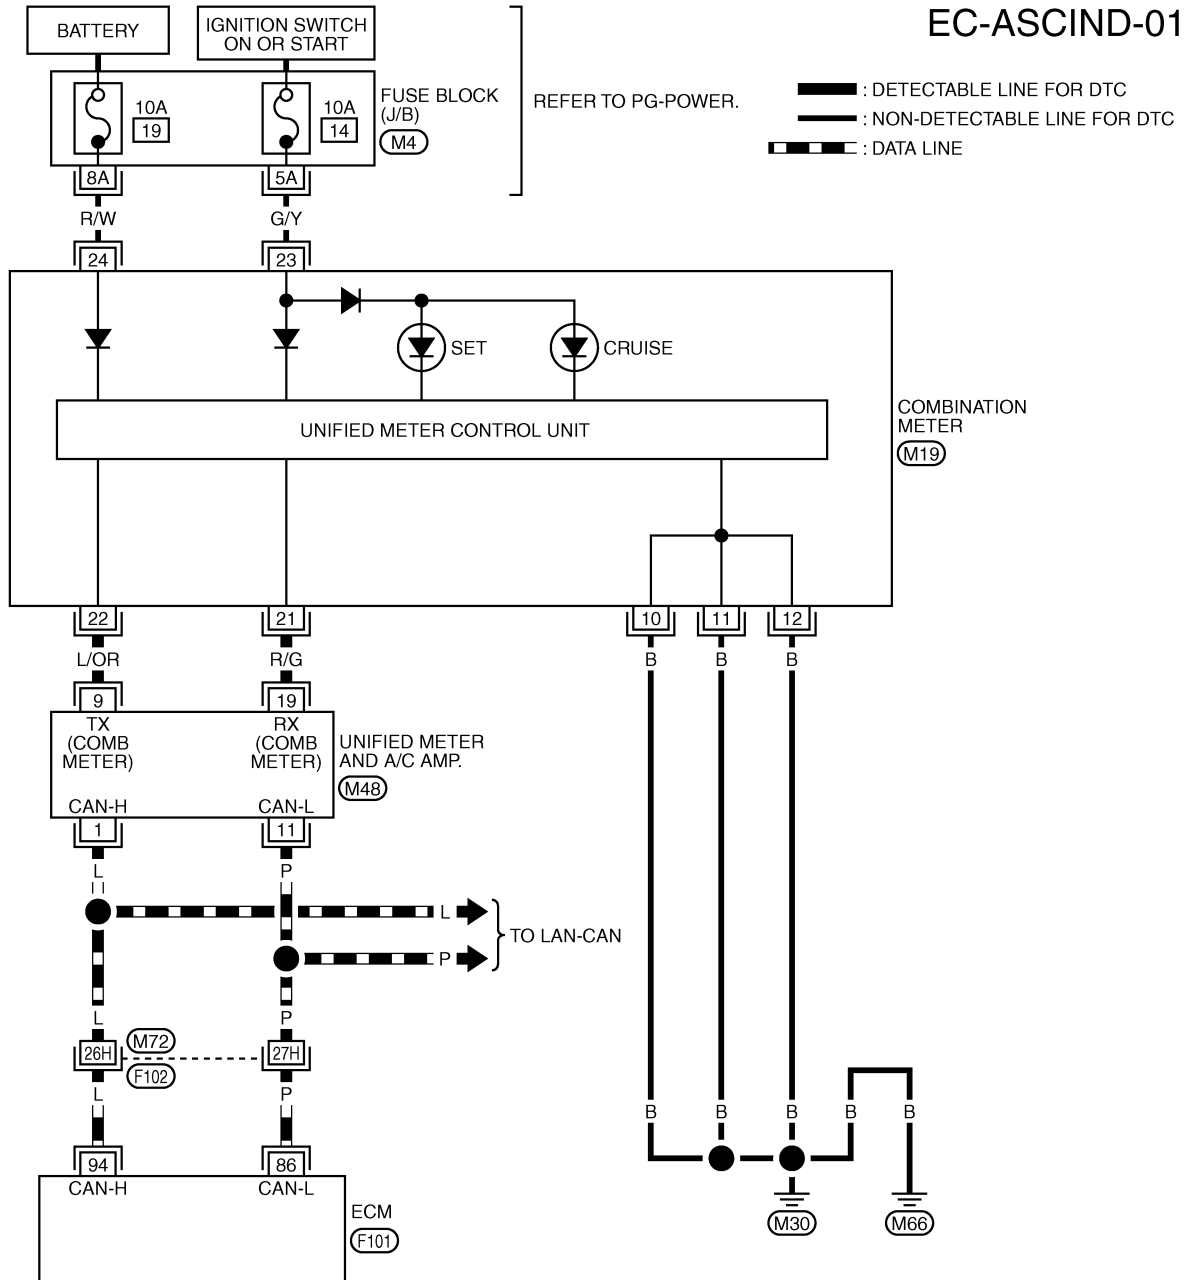 EC-ASCIND-01
BATTERY
IGNITION SWITCH
ON OR START
10A
19
10A
14
FUSE BLOCK
(J/B)
M4
REFER TO PG-POWER.
: DETECTABLE LINE FOR DTC
: NON-DETECTABLE LINE FOR DTC
: DATA LINE
8A
5A
R/W
G/Y
24
23
SET
CRUISE
UNIFIED METER CONTROL UNIT
COMBINATION
METER
M19
22
21
10
11
12
L/OR
R/G
B
B
B
9
19
TX
(COMB
METER)
RX
(COMB
METER)
UNIFIED METER
AND A/C AMP.
M48
CAN-H
CAN-L
1
11
L
P
L
P
TO LAN-CAN
L
P
26H
M72
F102
27H
L
P
B
B
B
B
B
94
86
CAN-H
CAN-L
ECM
F101
M30
M66